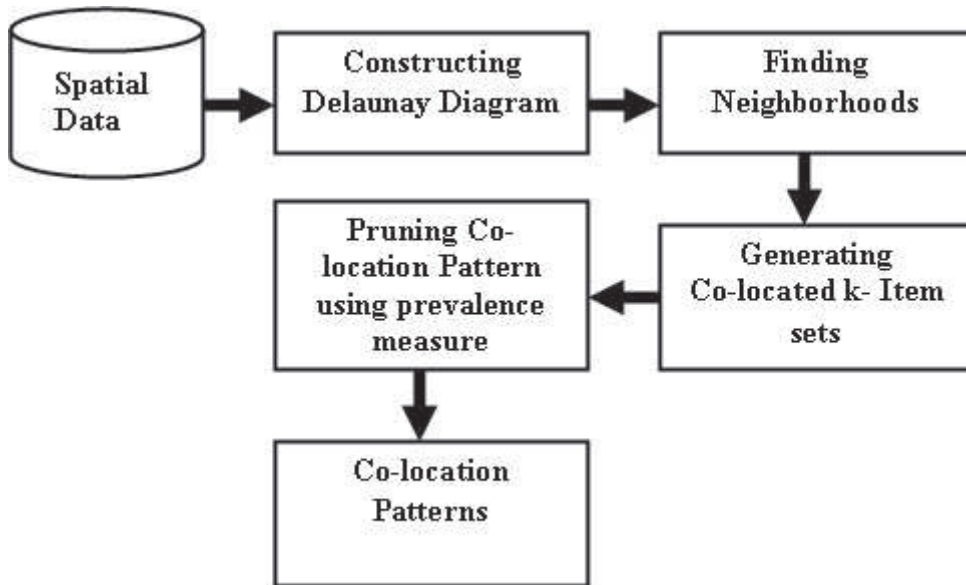 Spatial
Data
Constructing
Delaunay Diagram
Finding
Neighborhoods
Generating
Co-located k- Item
sets
Pruning Co-
location Pattern
using prevalence
measure
Co-location
Patterns